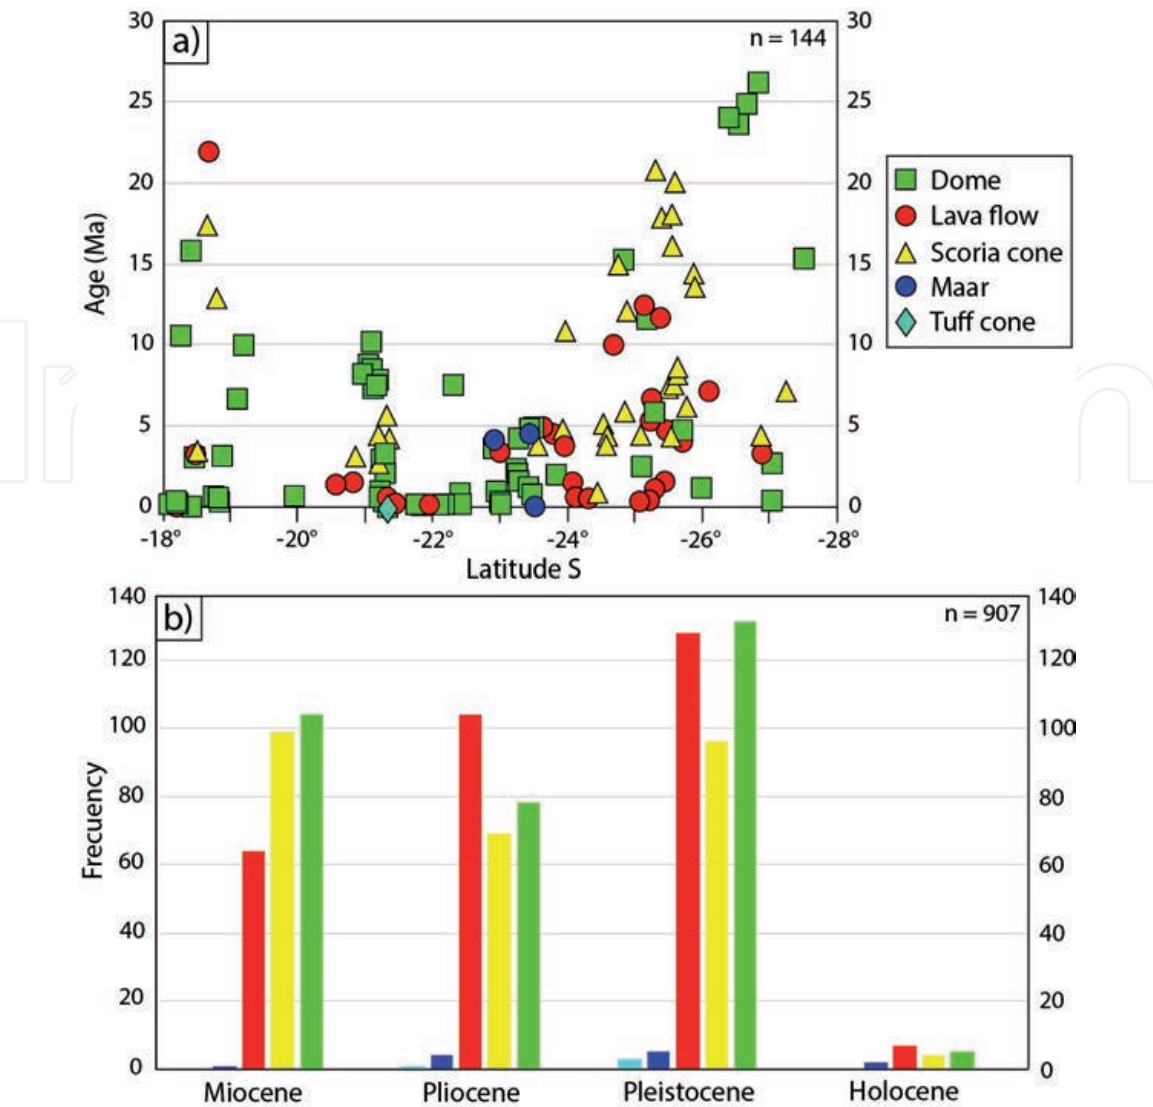 a)
n = 144
30
25
20
15
10
5
0
30
25
20
15
10
5
0
Age (Ma)
-18°
-20°
-22°
-24°
-26°
-28°
Latitude S
Dome
Lava flow
Scoria cone
Maar
Tuff cone
b)
n = 907
140
120
100
80
60
40
20
0
140
120
100
80
60
40
20
0
Frecuency
Miocene
Pliocene
Pleistocene
Holocene